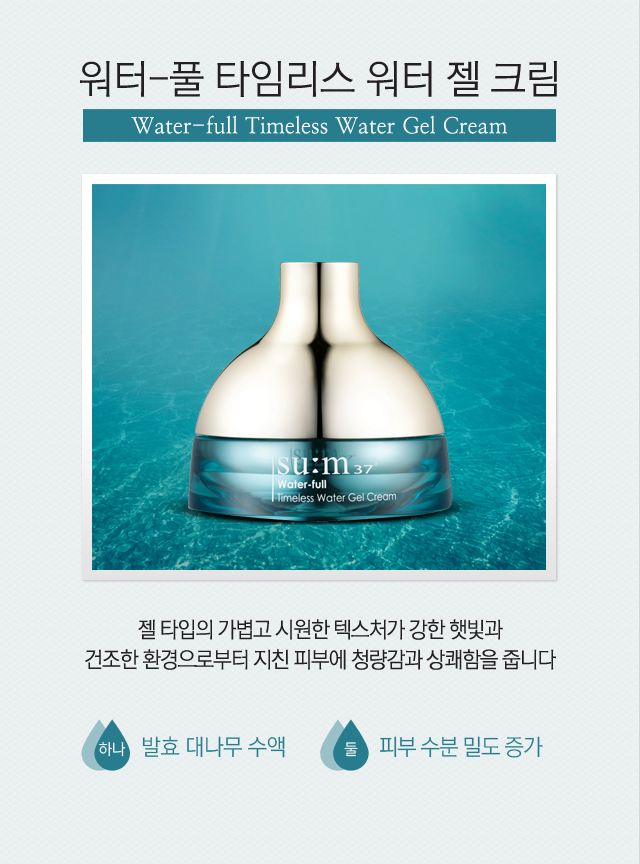 워터-풀 타임리스 워터 젤 크림
Water-full Timeless Water Gel Cream
su:m37
Water-full
Timeless Water Gel Cream
젤 타입의 가볍고 시원한 텍스처가 강한 햇빛과
건조한 환경으로부터 지친 피부에 청량감과 상쾌함을 줍니다
하나 발효 대나무 수액
둘 피부 수분 밀도 증가